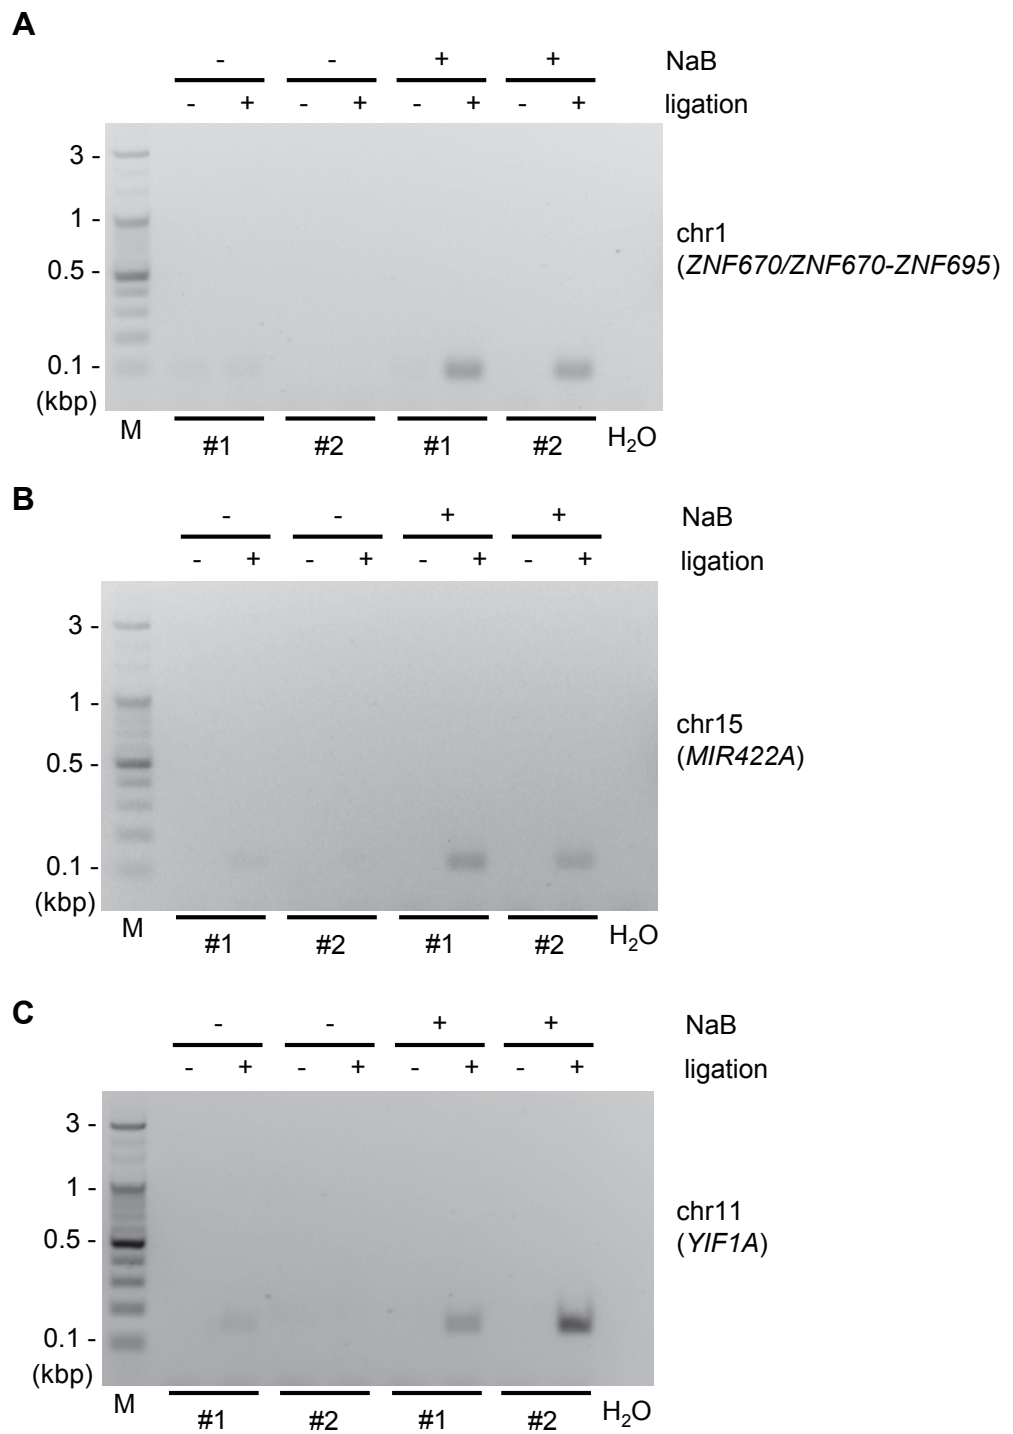 A
- - + + NaB
- + - + - + - + ligation
3 -
1 -
0.5 -
0.1 -
(kbp)
chr1
(ZNF670/ZNF670-ZNF695)
M #1 #2 #1 #2 H₂O
B
- - + + NaB
- + - + - + - + ligation
3 -
1 -
0.5 -
0.1 -
(kbp)
chr15
(MIR422A)
M #1 #2 #1 #2 H₂O
C
- - + + NaB
- + - + - + - + ligation
3 -
1 -
0.5 -
0.1 -
(kbp)
chr11
(YIF1A)
M #1 #2 #1 #2 H₂O